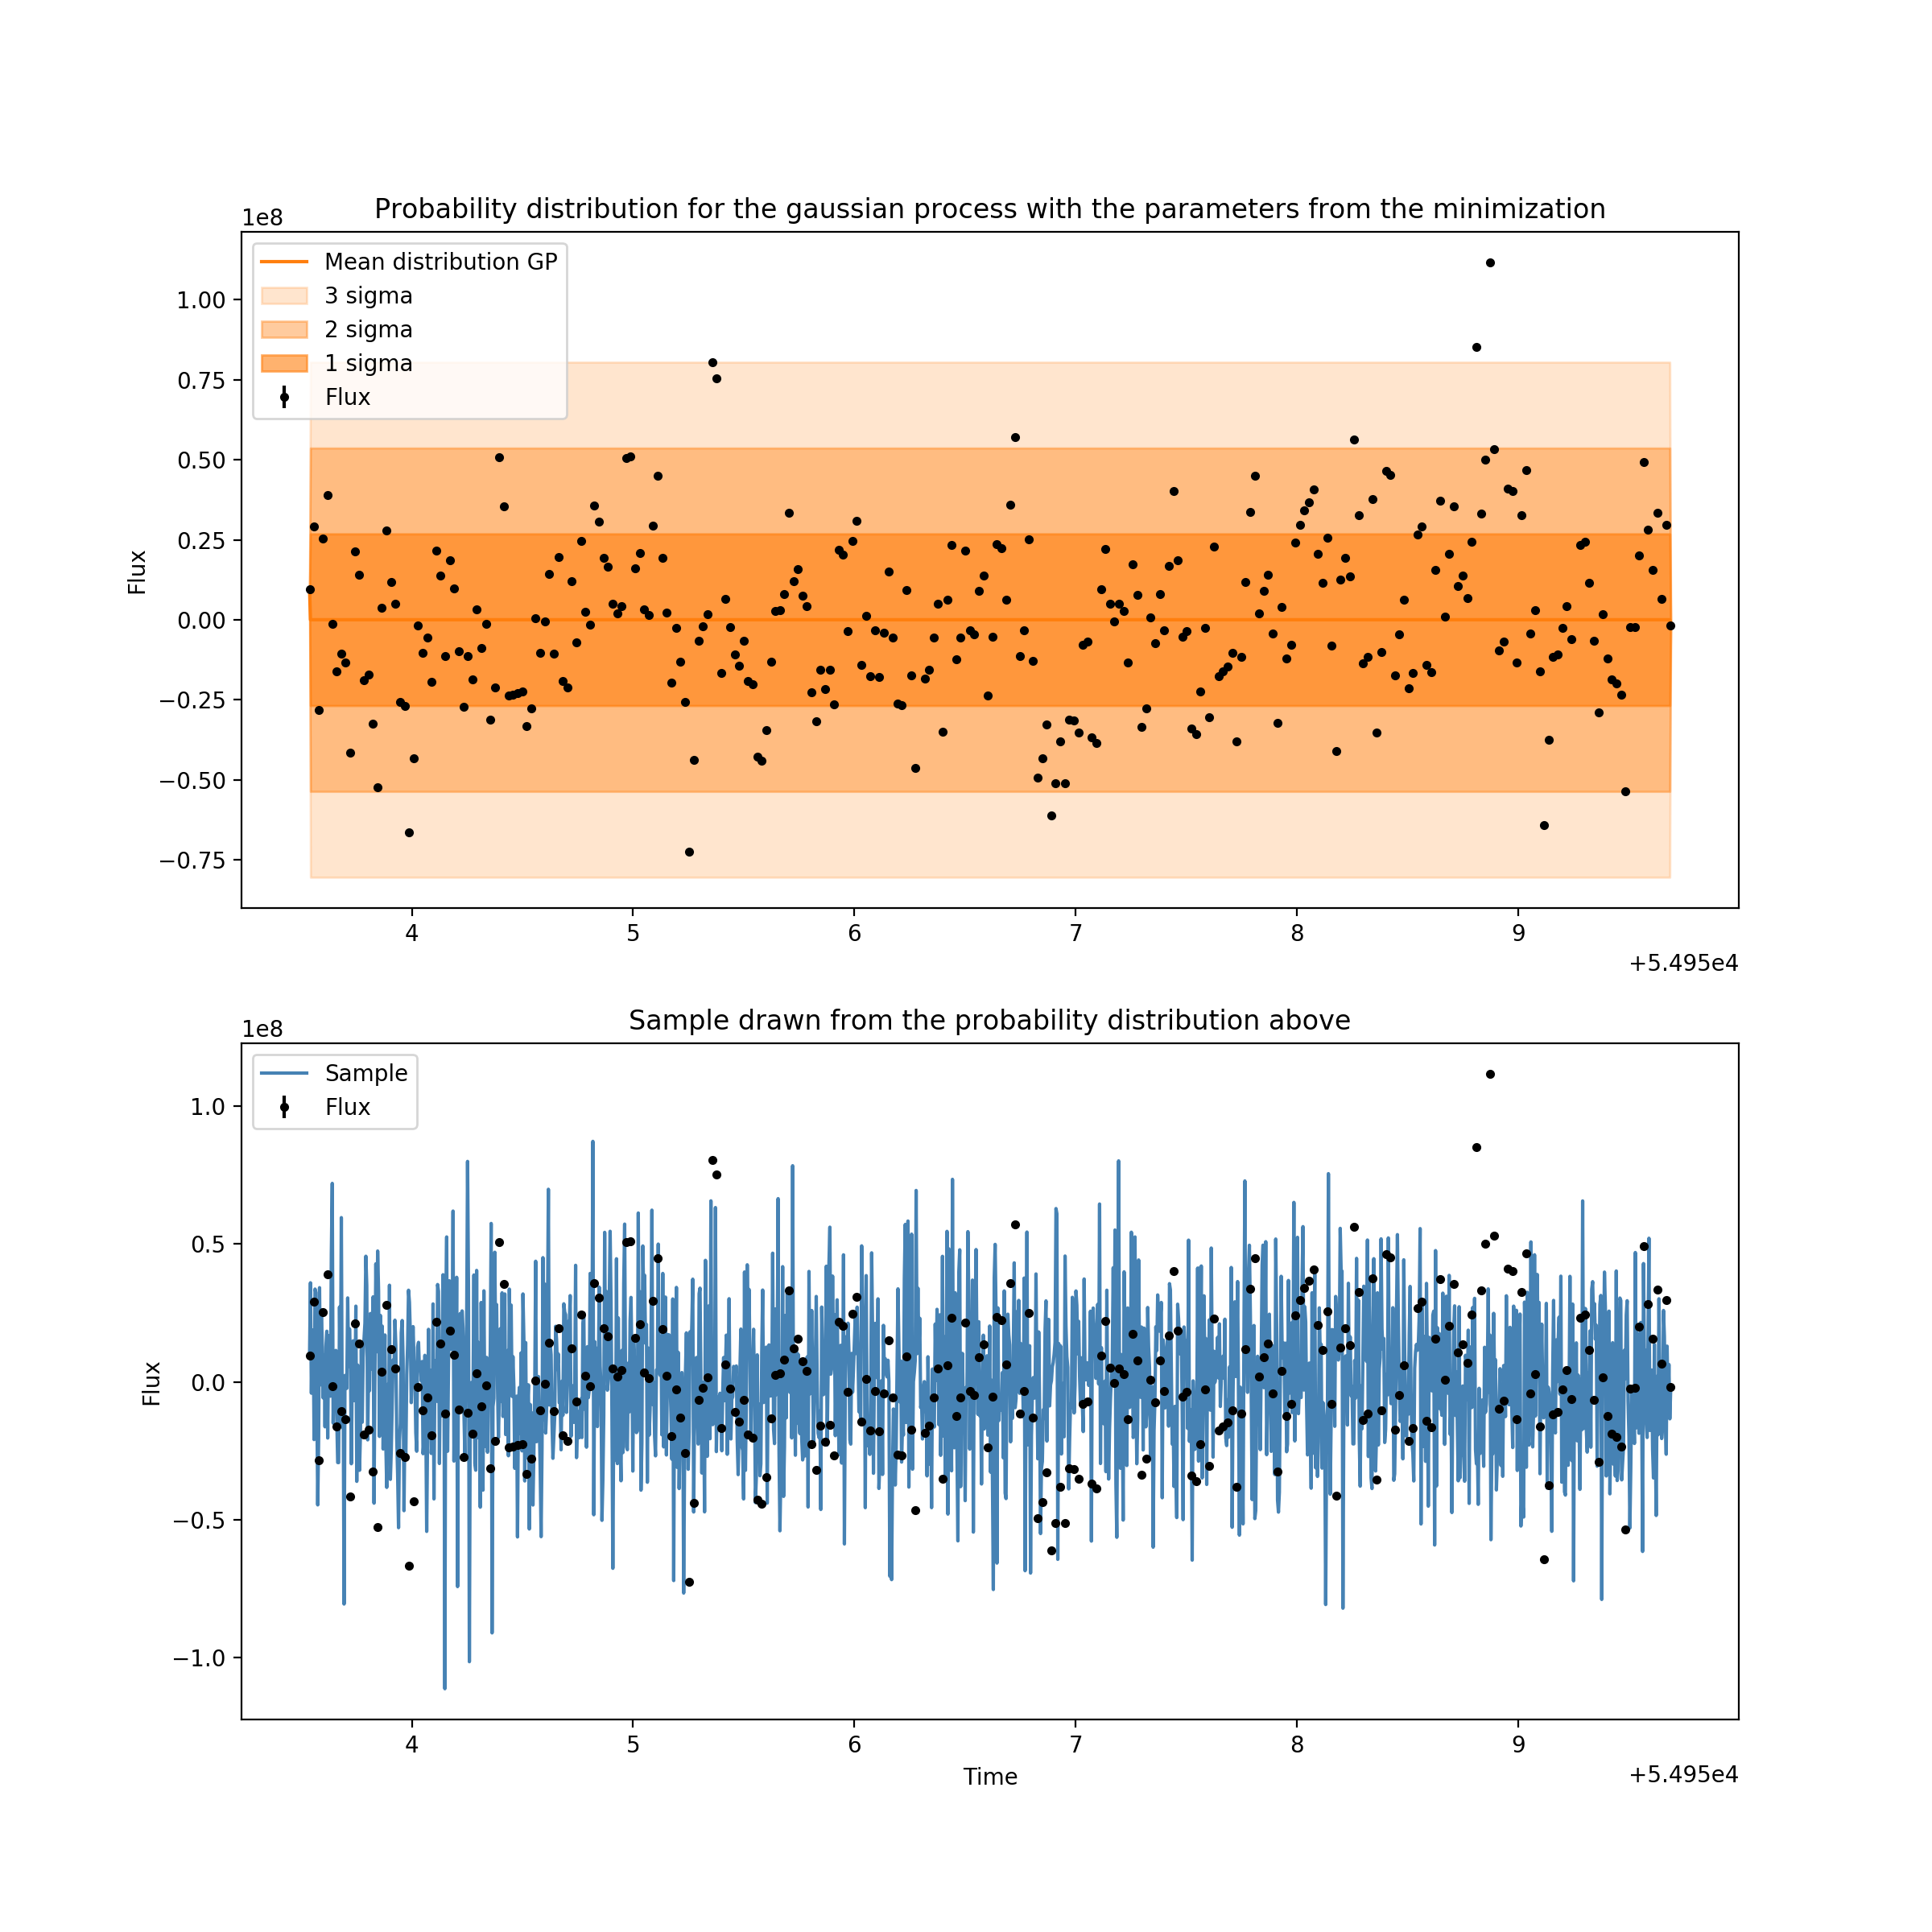 Probability distribution for the gaussian process with the parameters from the minimization
1e8
Mean distribution GP
3 sigma
2 sigma
1 sigma
Flux
1.00
0.75
0.50
0.25
0.00
−0.25
−0.50
−0.75
Flux
4 5 6 7 8 9
+5.495e4
Sample drawn from the probability distribution above
1e8
Sample
Flux
1.0
0.5
0.0
−0.5
−1.0
Flux
4 5 6 7 8 9
Time
+5.495e4